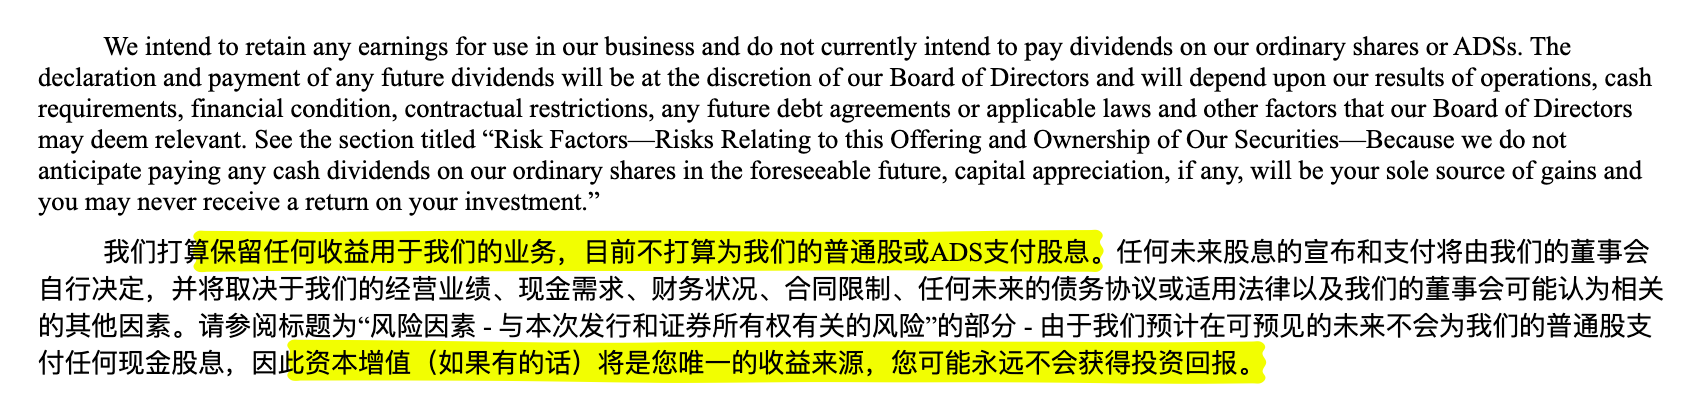 We intend to retain any earnings for use in our business and do not currently intend to pay dividends on our ordinary shares or ADSs. The
declaration and payment of any future dividends will be at the discretion of our Board of Directors and will depend upon our results of operations, cash
requirements, financial condition, contractual restrictions, any future debt agreements or applicable laws and other factors that our Board of Directors
may deem relevant. See the section titled “Risk Factors—Risks Relating to this Offering and Ownership of Our Securities—Because we do not
anticipate paying any cash dividends on our ordinary shares in the foreseeable future, capital appreciation, if any, will be your sole source of gains and
you may never receive a return on your investment.”
我们打算保留任何收益用于我们的业务，目前不打算为我们的普通股或ADS支付股息。任何未来股息的宣布和支付将由我们的董事会
自行决定，并将取决于我们的经营业绩、现金需求、财务状况、合同限制、任何未来的债务协议或适用法律以及我们的董事会可能认为相关
的其他因素。请参阅标题为“风险因素 - 与本次发行和证券所有权有关的风险”的部分 - 由于我们预计在可预见的未来不会为我们的普通股支
付任何现金股息，因此资本增值（如果有的话）将是您唯一的收益来源，您可能永远不会获得投资回报。